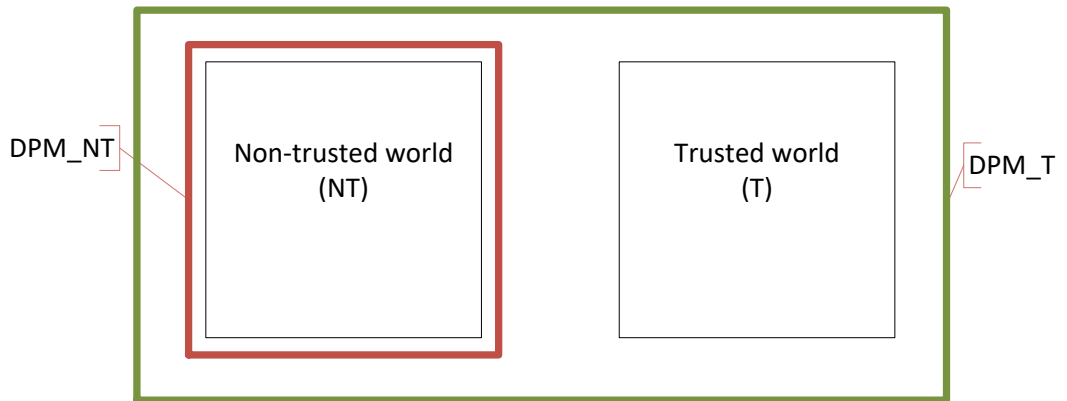 DPM_NT
Non-trusted world
(NT)
Trusted world
(T)
DPM_T